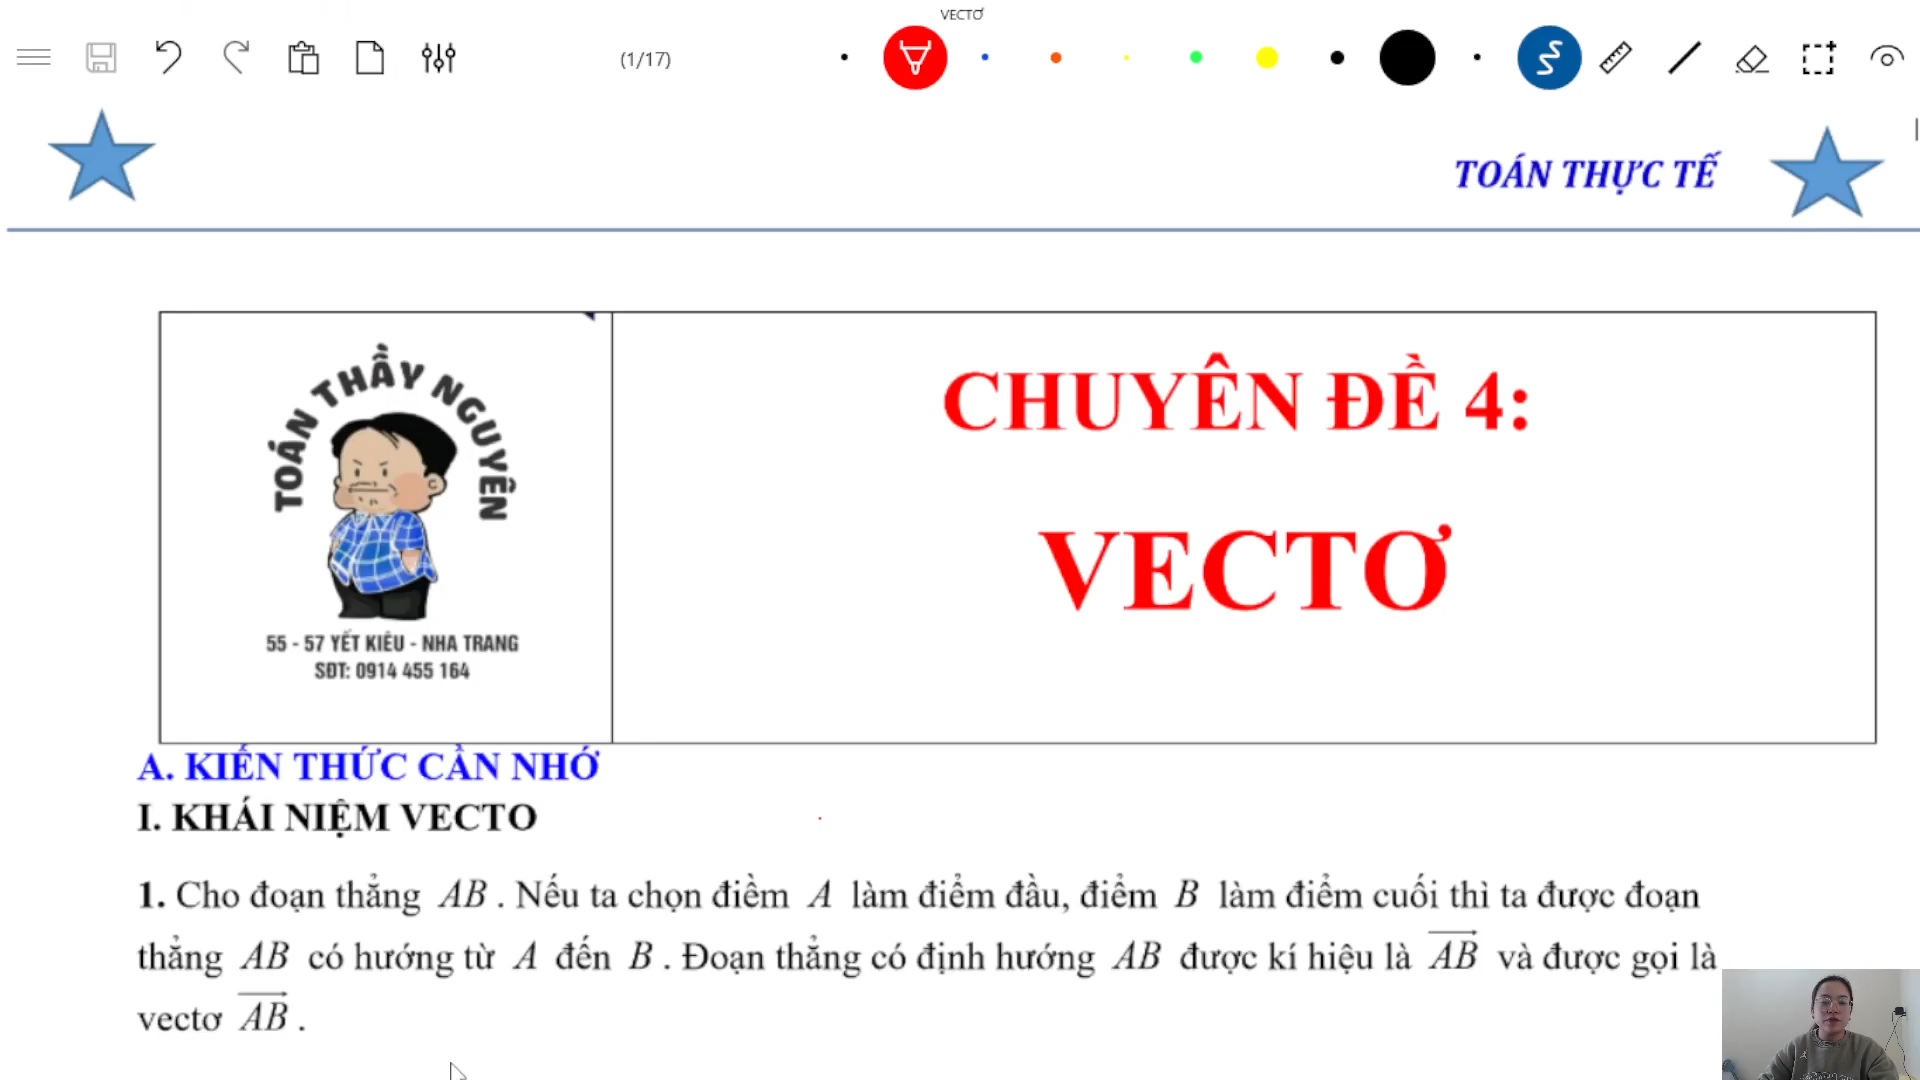 VECTƠ
(1/17)
TOÁN THỰC TẾ
TOÁN THẦY NGUYÊN
55 - 57 YẾT KIÊU - NHA TRANG
SĐT: 0914 455 164
CHUYÊN ĐỀ 4:
VECTƠ
A. KIẾN THỨC CẦN NHỚ
I. KHÁI NIỆM VECTO
1. Cho đoạn thẳng AB . Nếu ta chọn điềm A làm điểm đầu, điểm B làm điểm cuối thì ta được đoạn
thẳng AB có hướng từ A đến B . Đoạn thẳng có định hướng AB được kí hiệu là $\overrightarrow{AB}$ và được gọi là
vectơ $\overrightarrow{AB}$ .